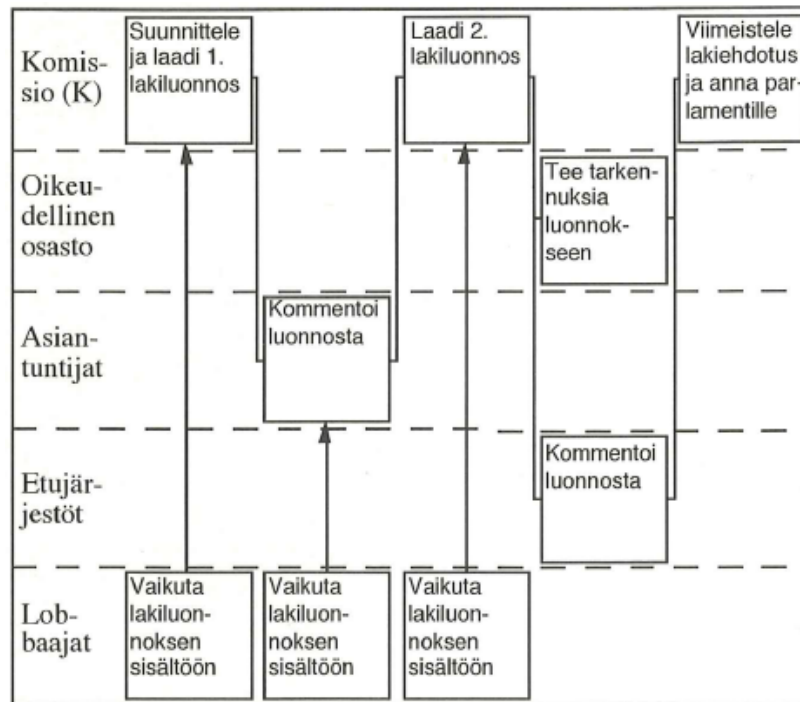 Komis-
sio (K)
Suunnittele
ja laadi 1.
lakiluonnos
Laadi 2.
lakiluonnos
Viimeistele
lakiehdotus
ja anna par-
lamentille
Oikeu-
dellinen
osasto
Tee tarken-
nuksia
luonnok-
seen
Asian-
tuntijat
Kommentoi
luonnosta
Etujär-
jestöt
Kommentoi
luonnosta
Lob-
baajat
Vaikuta
lakiluon-
noksen
sisältöön
Vaikuta
lakiluon-
noksen
sisältöön
Vaikuta
lakiluon-
noksen
sisältöön